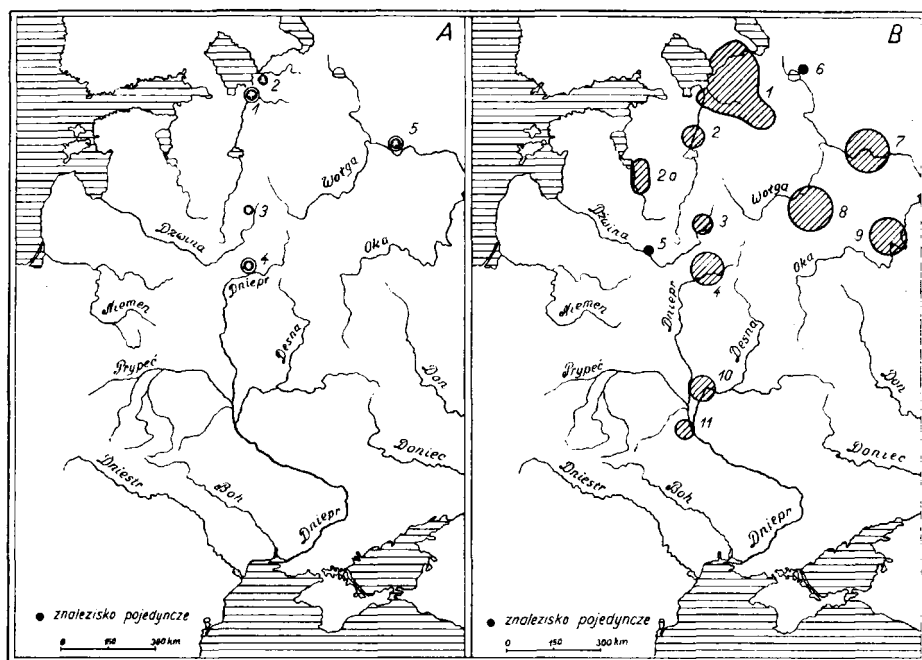 A
2
1
5
Wołga
3
Dźwina
4
Oka
Dniepr
Niemen
Desna
Prypeć
Don
Doniec
Dniestr
Boh
Dniepr
● znalezisko pojedyncze
0 150 300 km
B
6
1
2
7
2a
Wołga
8
Dźwina
3
9
5
Oka
4
Niemen
Dniepr
Desna
Prypeć
10
Don
11
Doniec
Dniestr
Boh
Dniepr
● znalezisko pojedyncze
0 150 300 km